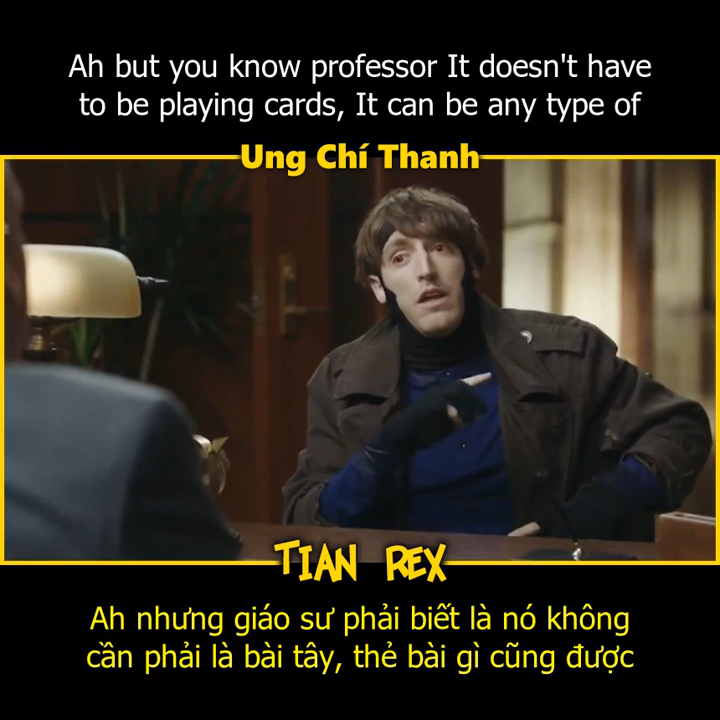 Ah but you know professor It doesn't have
to be playing cards, It can be any type of
Ung Chí Thanh
TIAN REX
Ah nhưng giáo sư phải biết là nó không
cần phải là bài tây, thẻ bài gì cũng được